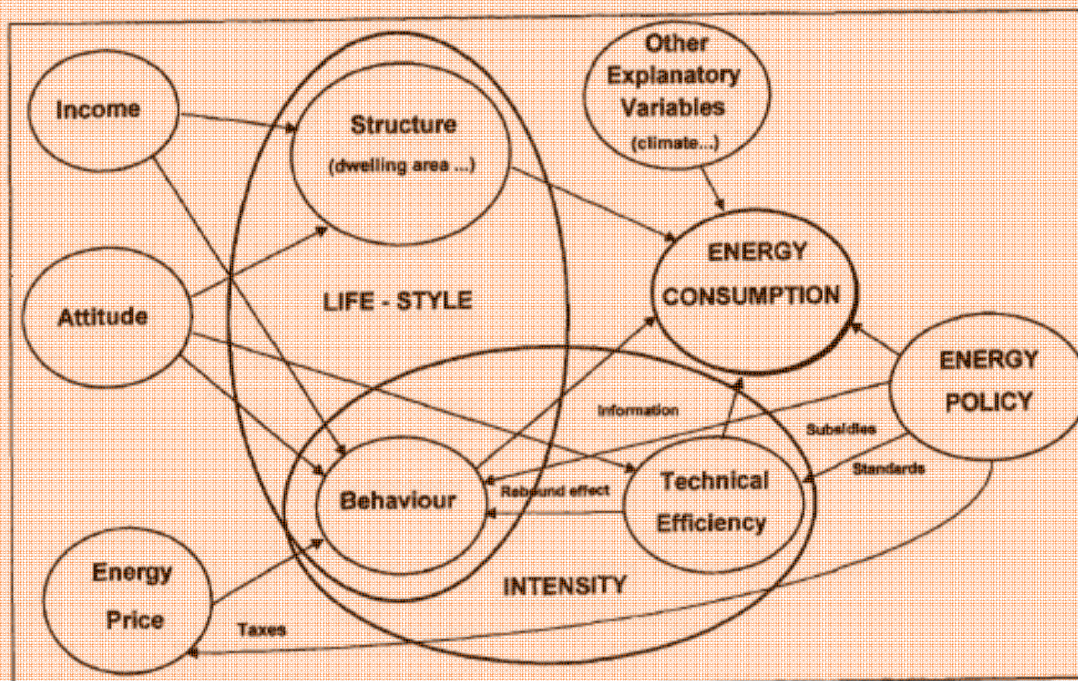 Income
Structure
(dwelling area ...)
Other
Explanatory
Variables
(climate...)
ENERGY
CONSUMPTION
LIFE - STYLE
Attitude
ENERGY
POLICY
Information
Subsidies
Standards
Behaviour
Rebound effect
Technical
Efficiency
INTENSITY
Energy
Price
Taxes